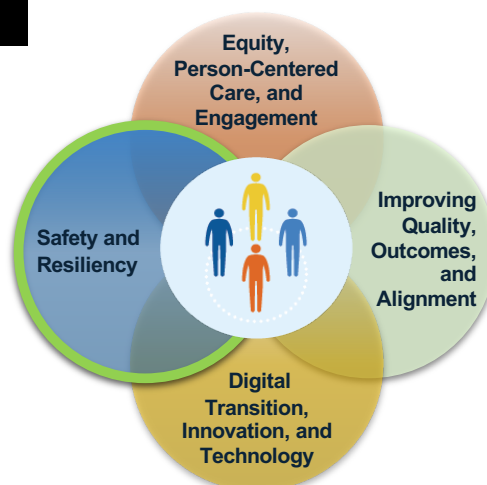 Equity,
Person-Centered
Care, and
Engagement
Safety and
Resiliency
Improving
Quality,
Outcomes,
and
Alignment
Digital
Transition,
Innovation, and
Technology